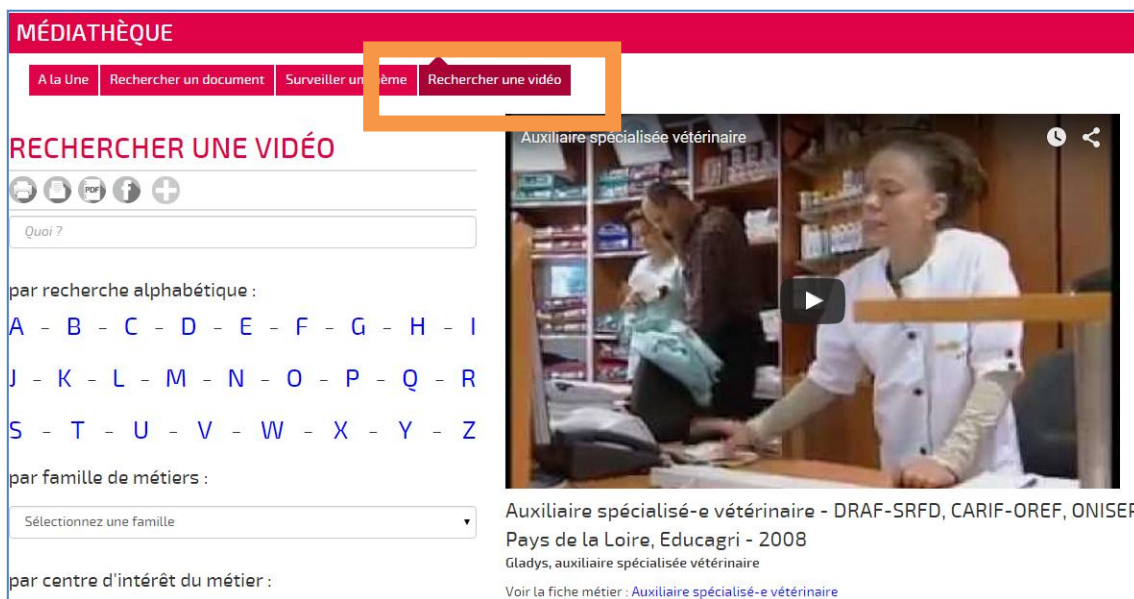 MÉDIATHÈQUE
A la Une Rechercher un document Surveiller un thème Rechercher une vidéo
RECHERCHER UNE VIDÉO
PDF f
Quoi ?
par recherche alphabétique :
A - B - C - D - E - F - G - H - I
J - K - L - M - N - O - P - Q - R
S - T - U - V - W - X - Y - Z
par famille de métiers :
Sélectionnez une famille
par centre d'intérêt du métier :
Auxiliaire spécialisée vétérinaire
Auxiliaire spécialisé-e vétérinaire - DRAF-SRFD, CARIF-OREF, ONISEP
Pays de la Loire, Educagri - 2008
Gladys, auxiliaire spécialisée vétérinaire
Voir la fiche métier : Auxiliaire spécialisé-e vétérinaire